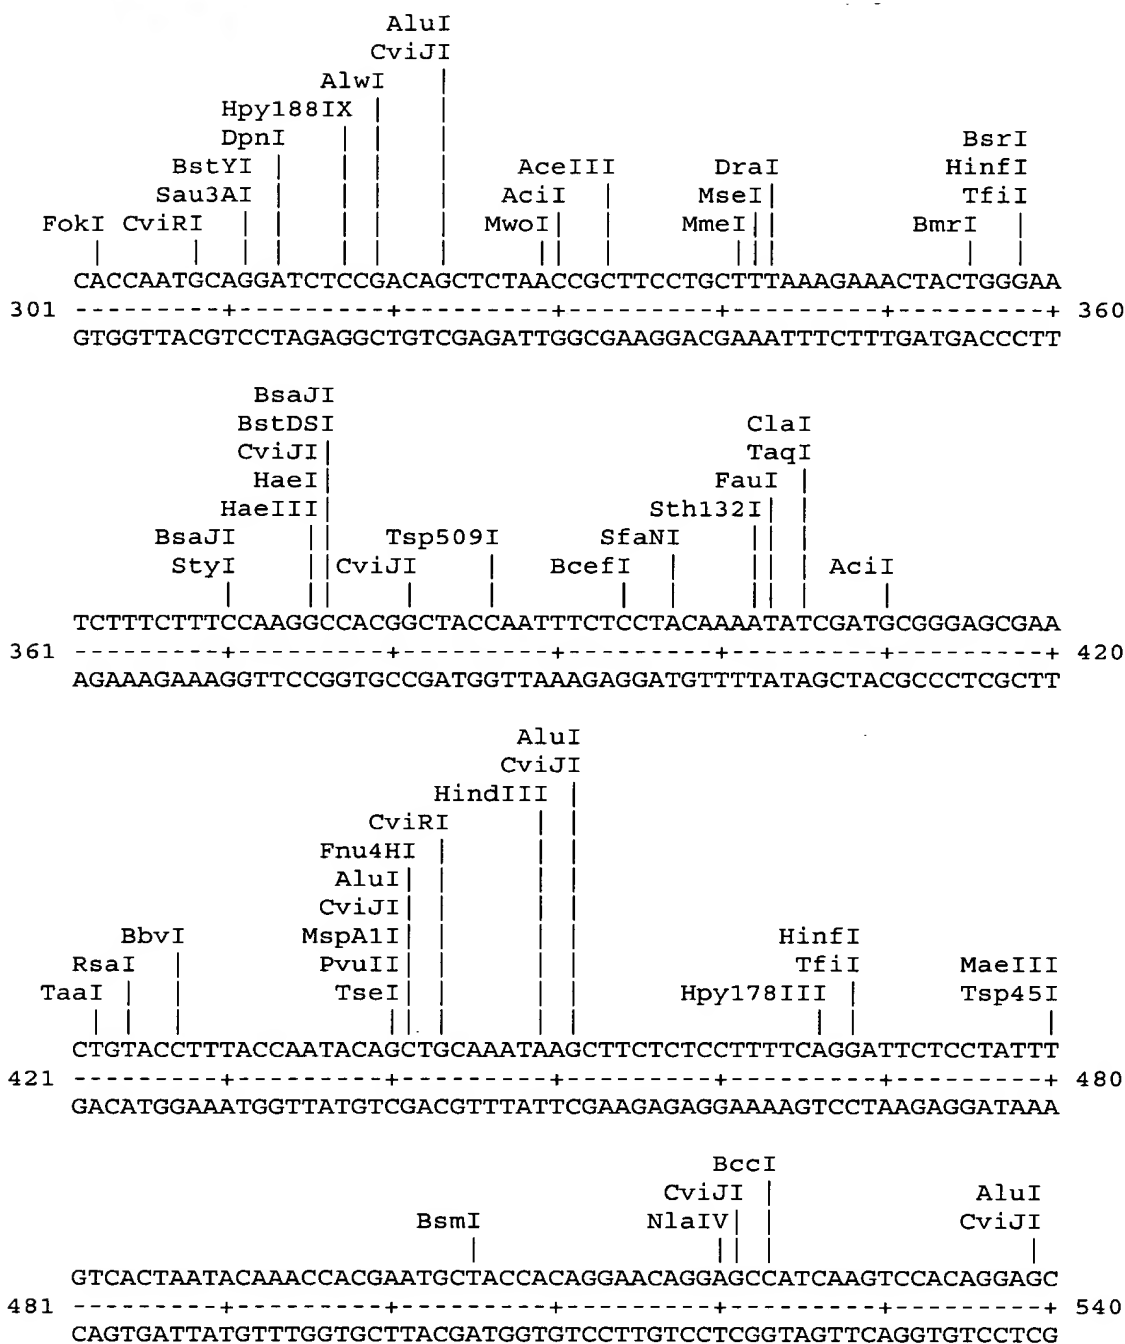 AluI
CviJI
AlwI
Hpy188IX
DpnI BsrI
BstYI AceIII DraI HinfI
Sau3AI AciI MseI TfiI
FokI CviRI MwoI MmeI BmrI
CACCAATGCAGGATCTCCGACAGCTCTAACCGCTTCCTGCTTTAAAGAAACTACTGGGAA
301 ---------+---------+---------+---------+---------+---------+ 360
GTGGTTACGTCCTAGAGGCTGTCGAGATTGGCGAAGGACGAAATTTCTTTGATGACCCTT
BsaJI
BstDSI ClaI
CviJI TaqI
HaeI FauI
HaeIII Sth132I
BsaJI Tsp509I SfaNI
StyI CviJI BcefI AciI
TCTTTCTTTCCAAGGCCACGGCTACCAATTTCTCCTACAAAATATCGATGCGGGAGCGAA
361 ---------+---------+---------+---------+---------+---------+ 420
AGAAAGAAAGGTTCCGGTGCCGATGGTTAAAGAGGATGTTTTATAGCTACGCCCTCGCTT
AluI
CviJI
HindIII
CviRI
Fnu4HI
AluI
CviJI
BbvI MspA1I HinfI
RsaI PvuII TfiI MaeIII
TaaI TseI Hpy178III Tsp45I
CTGTACCTTTACCAATACAGCTGCAAATAAGCTTCTCTCCTTTTCAGGATTCTCCTATTT
421 ---------+---------+---------+---------+---------+---------+ 480
GACATGGAAATGGTTATGTCGACGTTTATTCGAAGAGAGGAAAAGTCCTAAGAGGATAAA
BccI
CviJI AluI
BsmI NlaIV CviJI
GTCACTAATACAAACCACGAATGCTACCACAGGAACAGGAGCCATCAAGTCCACAGGAGC
481 ---------+---------+---------+---------+---------+---------+ 540
CAGTGATTATGTTTGGTGCTTACGATGGTGTCCTTGTCCTCGGTAGTTCAGGTGTCCTCG